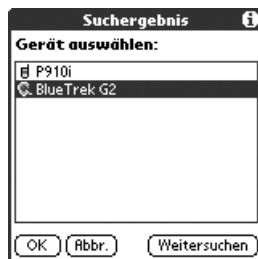 Suchergebnis
Gerät auswählen:
P910i
BlueTrek G2
OK Abbr. Weitersuchen